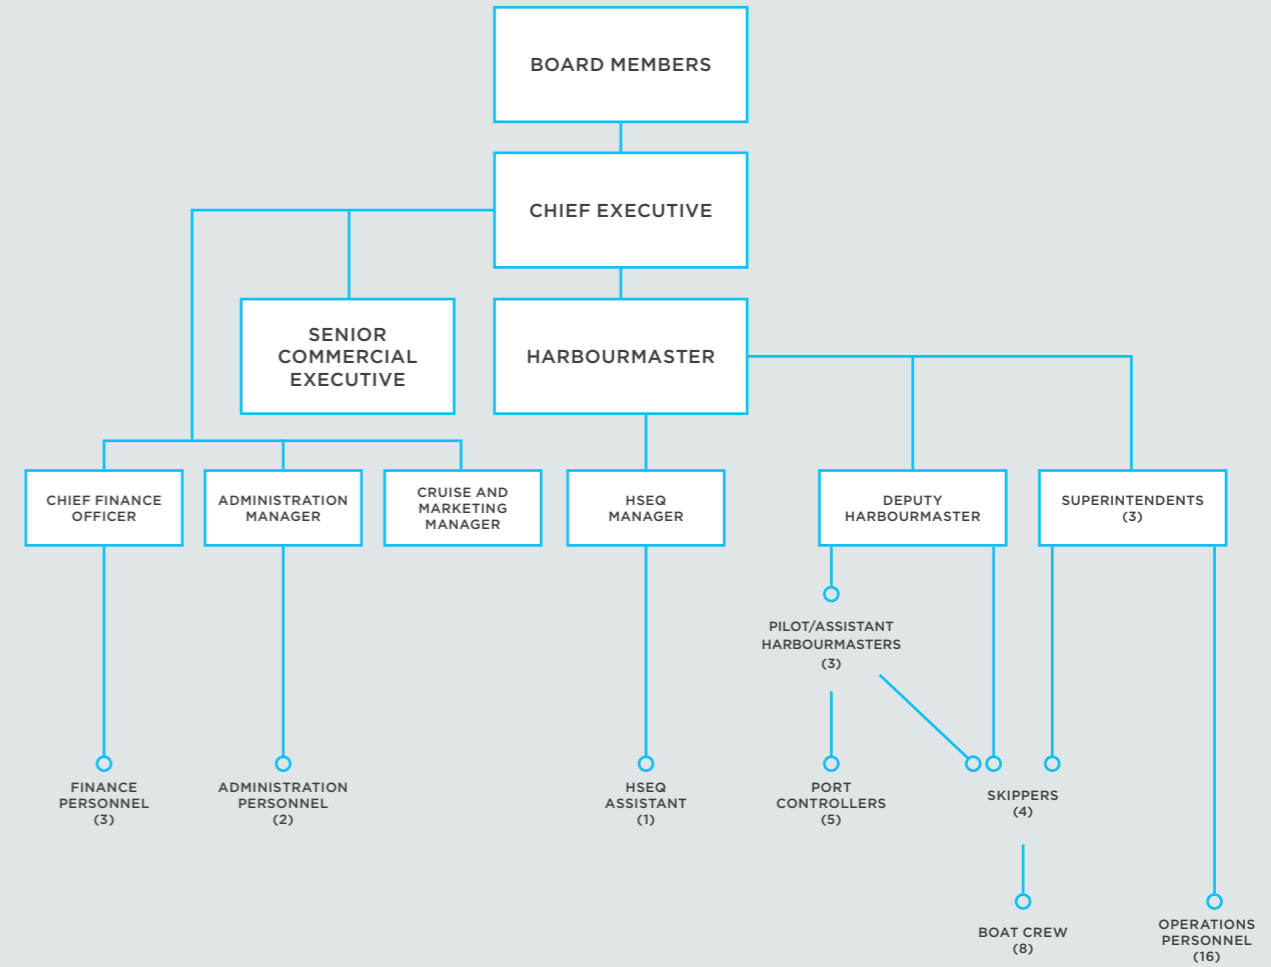 BOARD MEMBERS
CHIEF EXECUTIVE
SENIOR
COMMERCIAL
EXECUTIVE
HARBOURMASTER
CHIEF FINANCE
OFFICER
ADMINISTRATION
MANAGER
CRUISE AND
MARKETING
MANAGER
HSEQ
MANAGER
DEPUTY
HARBOURMASTER
SUPERINTENDENTS
(3)
PILOT/ASSISTANT
HARBOURMASTERS
(3)
FINANCE
PERSONNEL
(3)
ADMINISTRATION
PERSONNEL
(2)
HSEQ
ASSISTANT
(1)
PORT
CONTROLLERS
(5)
SKIPPERS
(4)
BOAT CREW
(8)
OPERATIONS
PERSONNEL
(16)